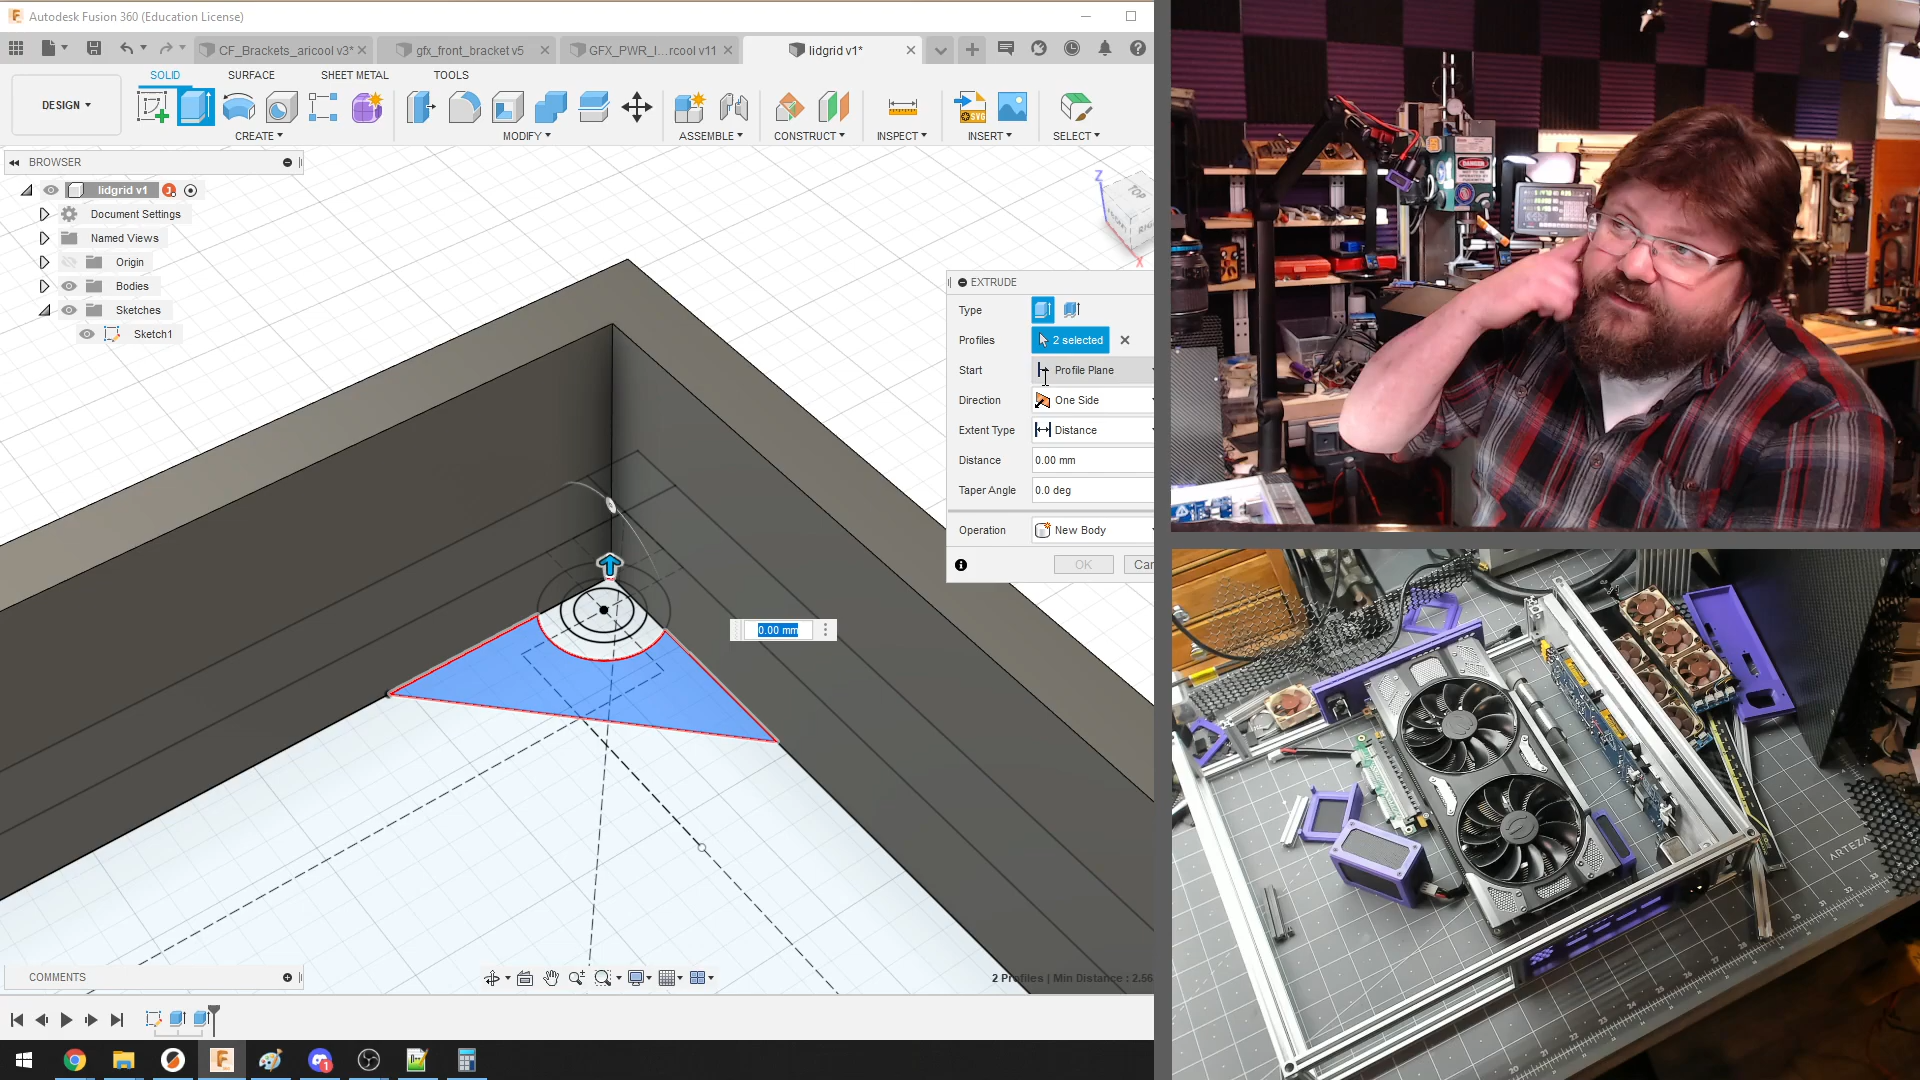 Autodesk Fusion 360 (Education License)
CF_Brackets_aricool v3*
gfx_front_bracket v5
GFX_PWR_I...rcool v11
lidgrid v1*
SOLID
SURFACE
SHEET METAL
TOOLS
DESIGN
CREATE
MODIFY
ASSEMBLE
CONSTRUCT
INSPECT
INSERT
SELECT
BROWSER
lidgrid v1
Document Settings
Named Views
Origin
Bodies
Sketches
Sketch1
Z
TOP
X
EXTRUDE
Type
Profiles
2 selected
Start
Profile Plane
Direction
One Side
Extent Type
Distance
Distance
0.00 mm
Taper Angle
0.0 deg
Operation
New Body
OK
Car
0.00 mm
2 Profiles | Min Distance : 2.56
COMMENTS
DANGER
ARTEZA